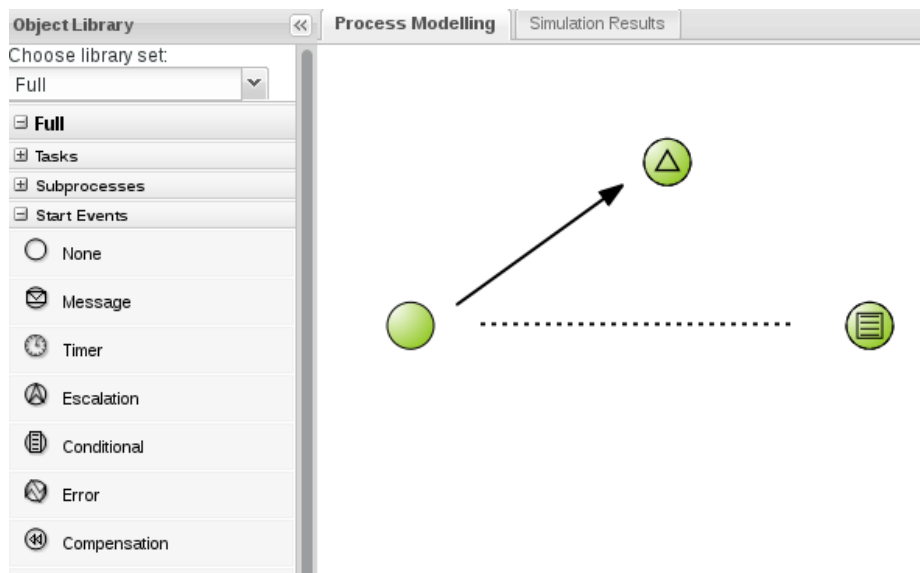 Object Library
Process Modelling
Simulation Results
Choose library set:
Full
Full
Tasks
Subprocesses
Start Events
None
Message
Timer
Escalation
Conditional
Error
Compensation